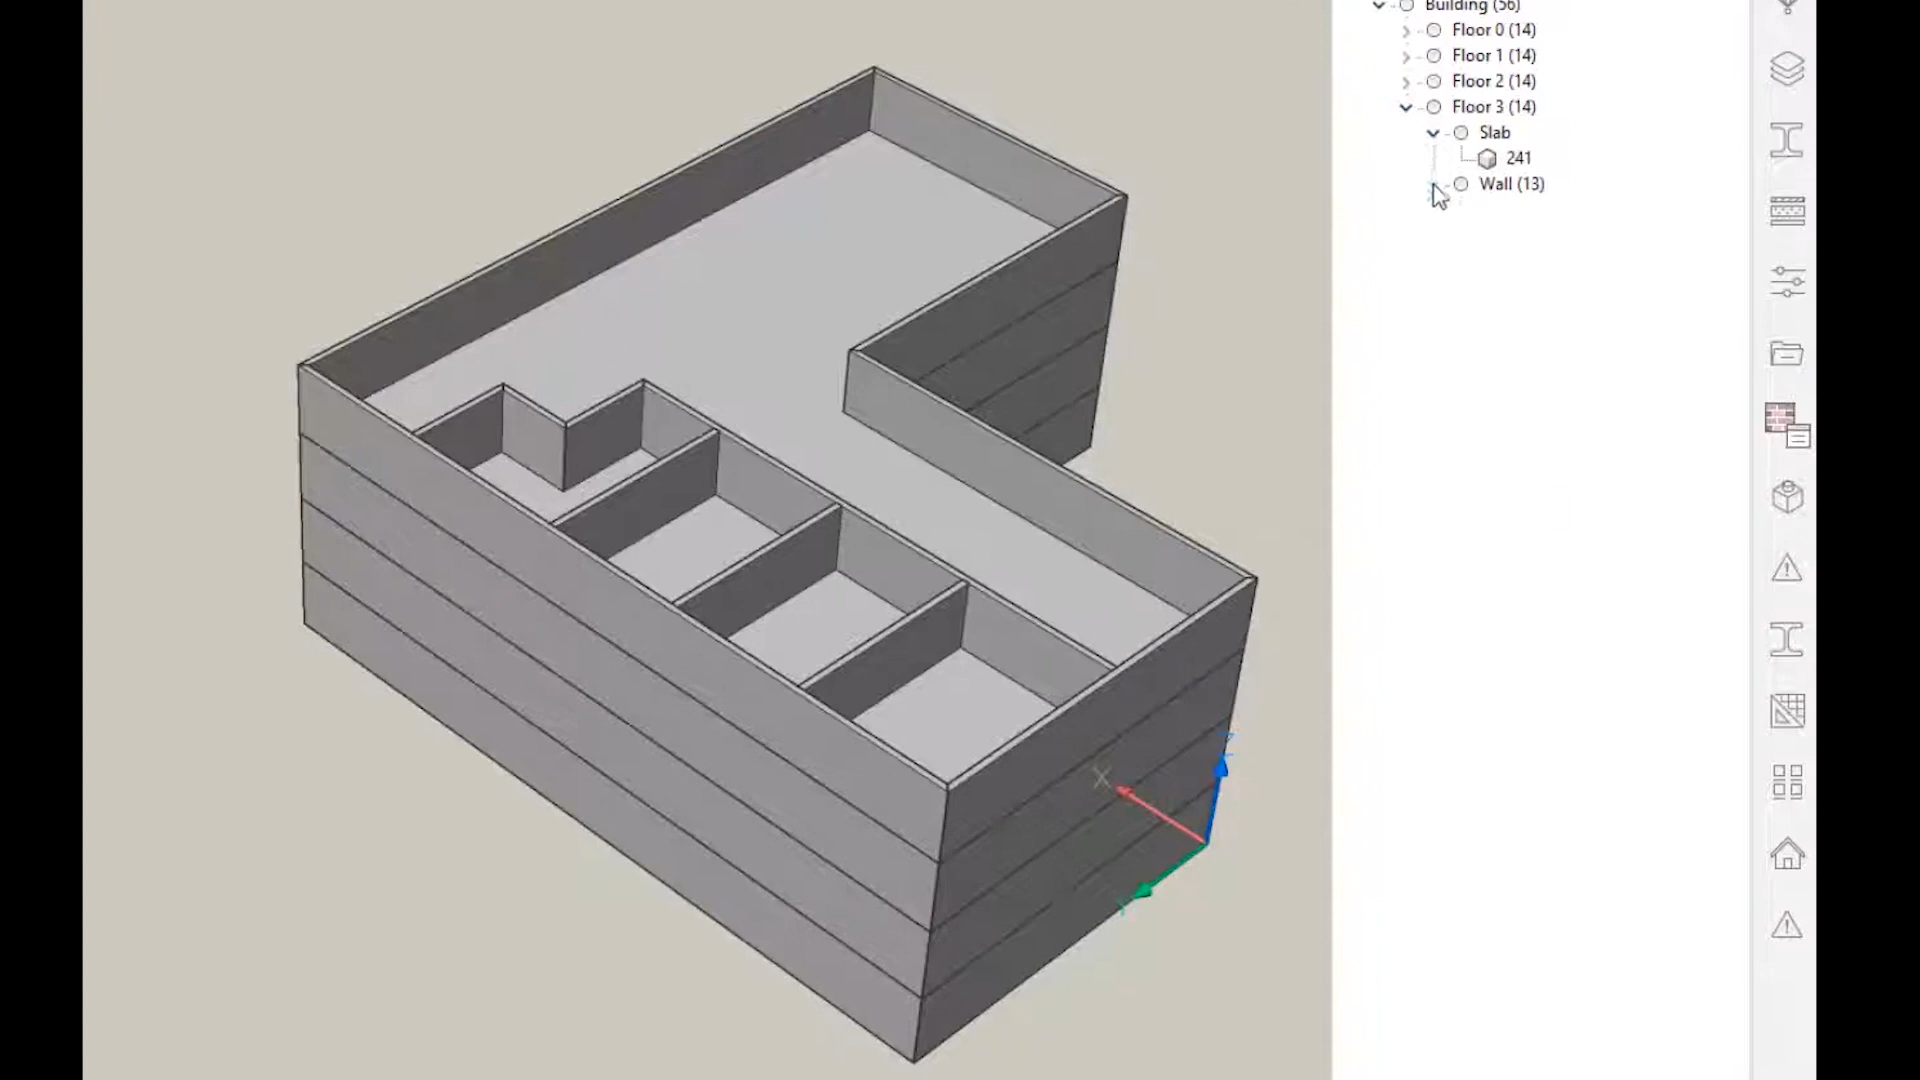 Building (56)
Floor 0 (14)
Floor 1 (14)
Floor 2 (14)
Floor 3 (14)
Slab
241
Wall (13)
X
Z
Y